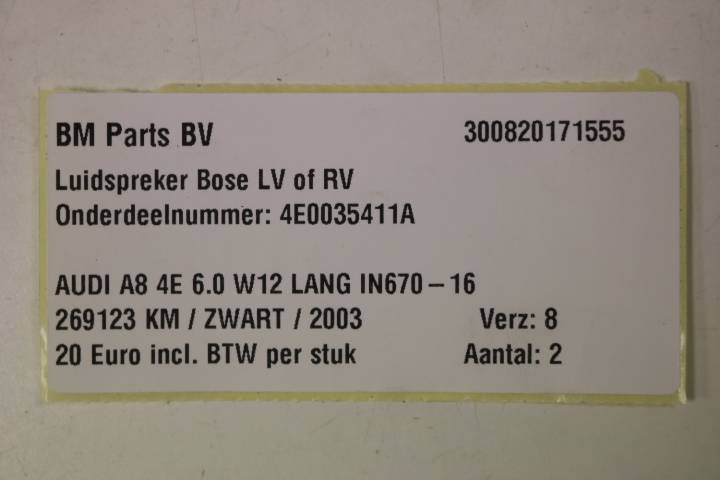 BM Parts BV 300820171555
Luidspreker Bose LV of RV
Onderdeelnummer: 4E0035411A
AUDI A8 4E 6.0 W12 LANG IN670-16
269123 KM / ZWART / 2003 Verz: 8
20 Euro incl. BTW per stuk Aantal: 2